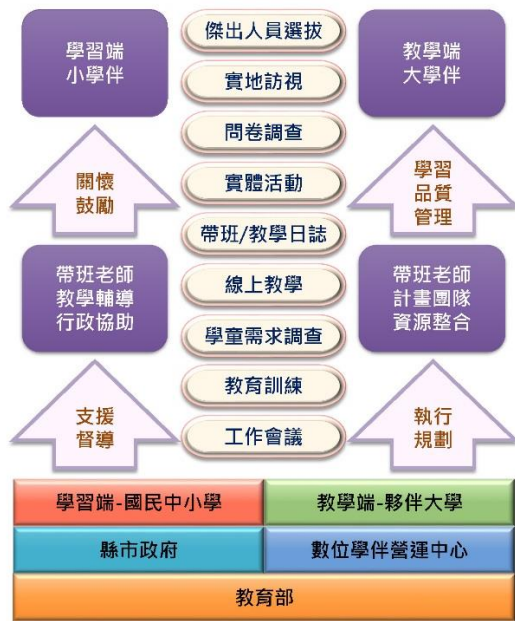 學習端
小學伴
傑出人員選拔
教學端
大學伴
實地訪視
問卷調查
關懷
鼓勵
實體活動
學習
品質
管理
帶班/教學日誌
帶班老師
教學輔導
行政協助
線上教學
帶班老師
計畫團隊
資源整合
學童需求調查
教育訓練
支援
督導
工作會議
執行
規劃
學習端-國民中小學
教學端-夥伴大學
縣市政府
數位學伴營運中心
教育部